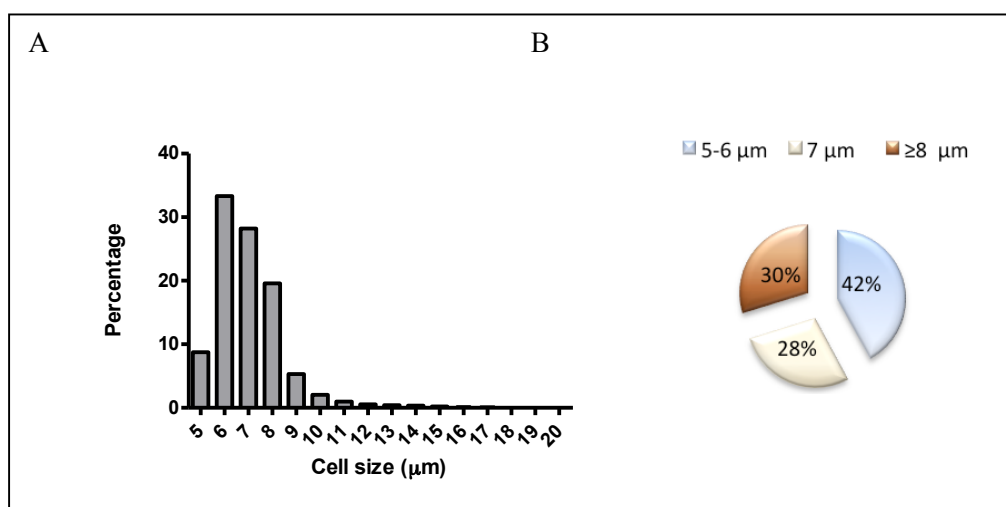 A
B
Percentage
40
30
20
10
0
5 6 7 8 9 10 11 12 13 14 15 16 17 18 19 20
Cell size (μm)
5-6 μm 7 μm ≥8 μm
30% 42%
28%